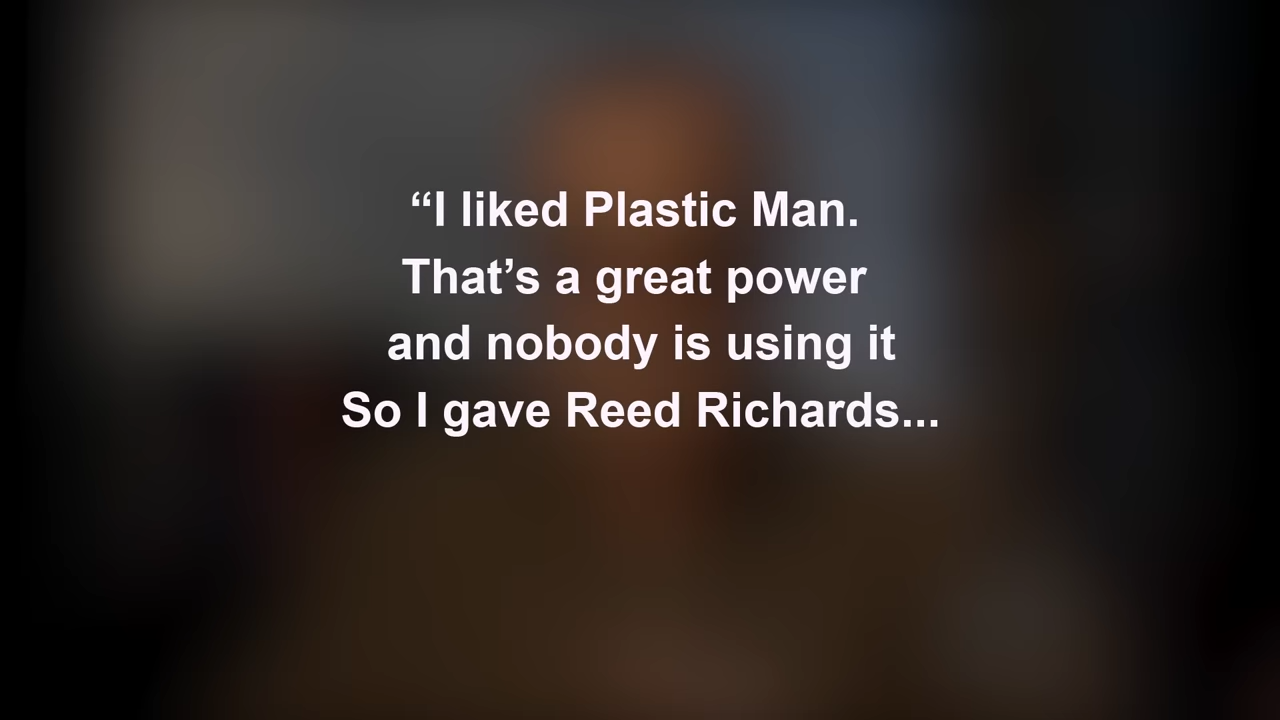 “I liked Plastic Man.
That’s a great power
and nobody is using it
So I gave Reed Richards...